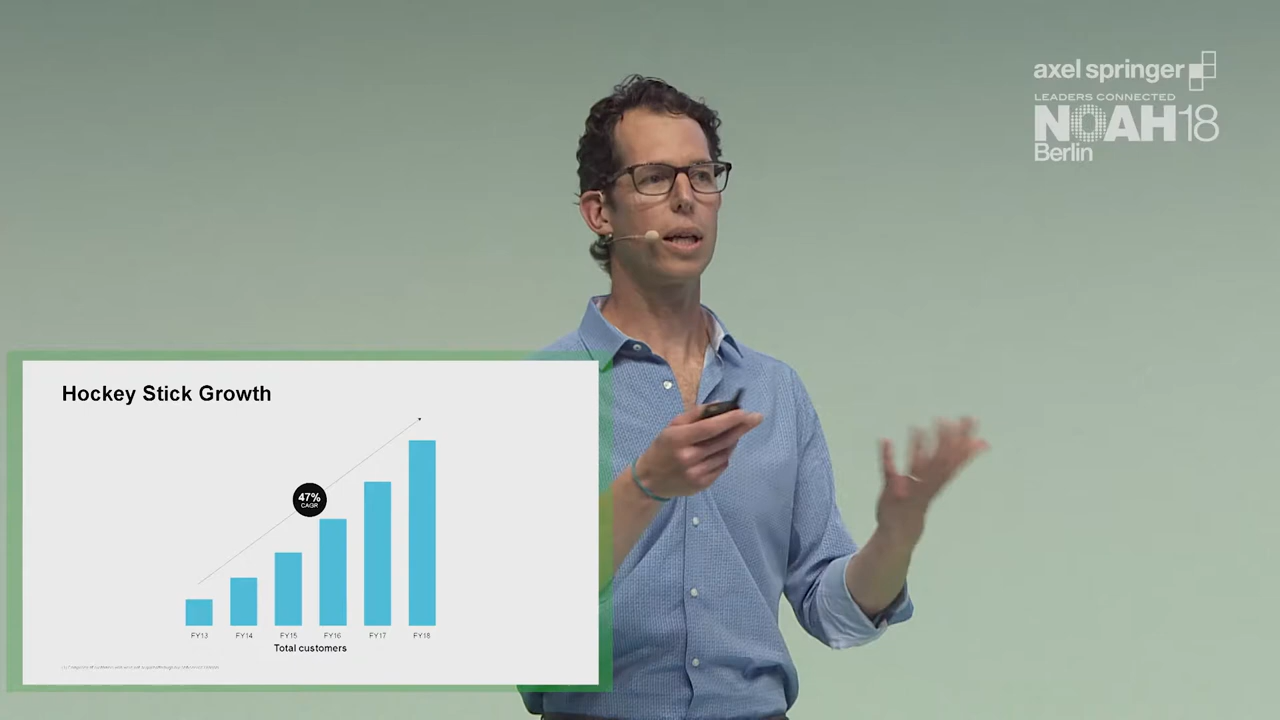 axel springer
LEADERS CONNECTED
NOAH18
Berlin
Hockey Stick Growth
47%
CAGR
FY13 FY14 FY15 FY16 FY17 FY18
Total customers